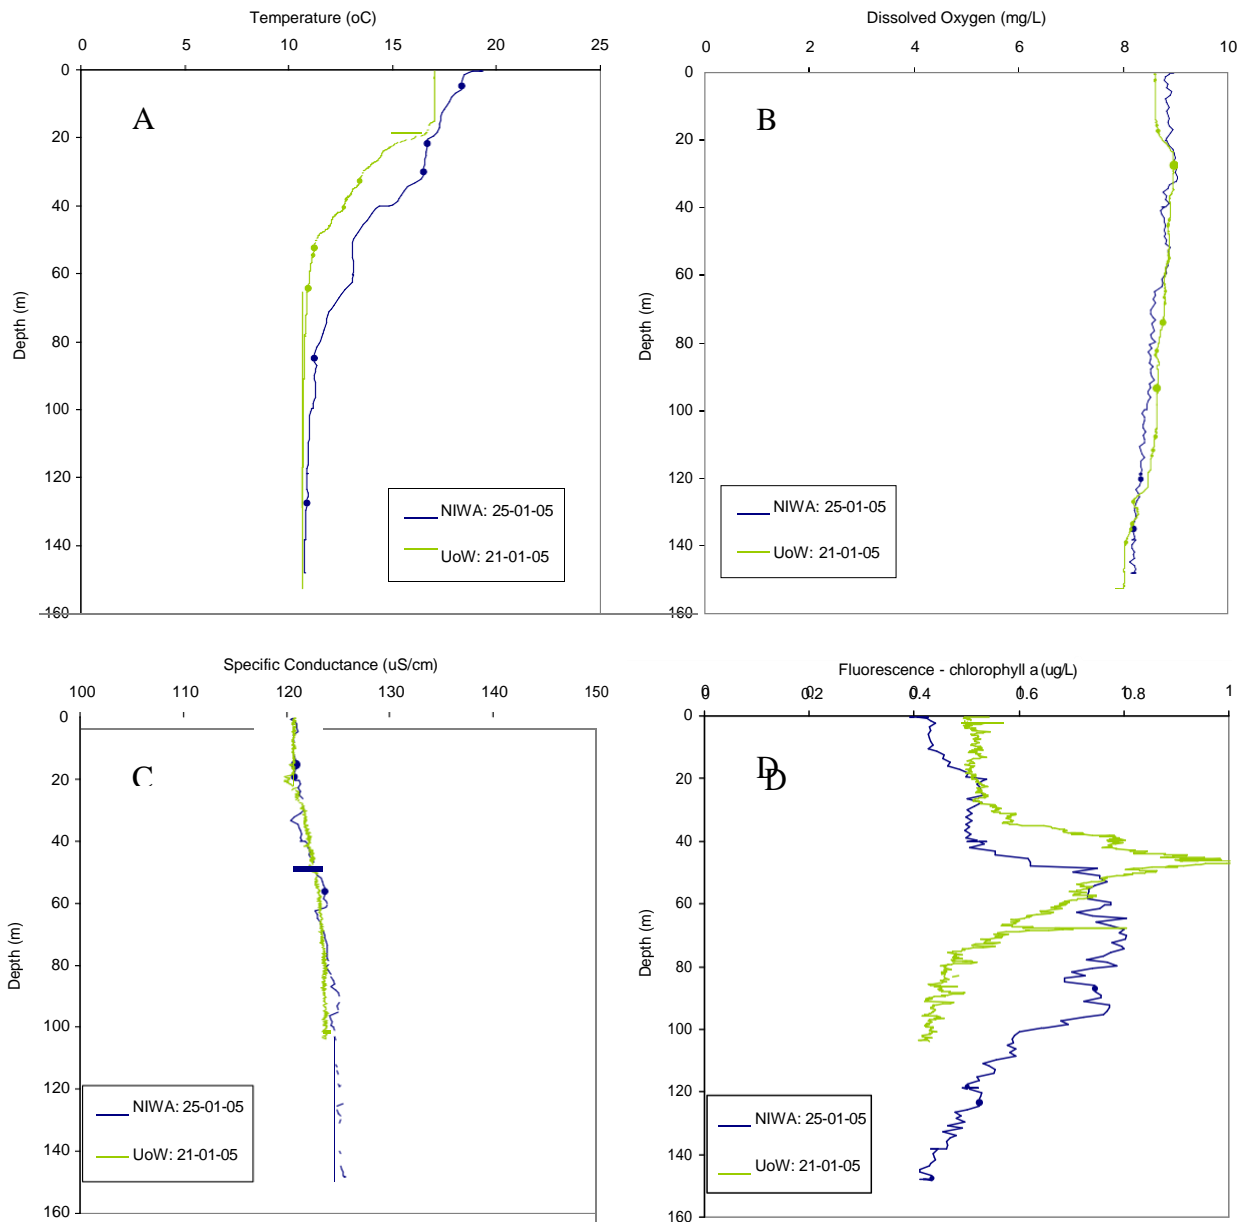 Temperature (oC)
0 5 10 15 20 25
0
20
40
60
80
100
120
140
160
Depth (m)
A
NIWA: 25-01-05
UoW: 21-01-05
Dissolved Oxygen (mg/L)
0 2 4 6 8 10
0
20
40
60
80
100
120
140
160
Depth (m)
B
NIWA: 25-01-05
UoW: 21-01-05
Specific Conductance (uS/cm)
100 110 120 130 140 150
0
20
40
60
80
100
120
140
160
Depth (m)
C
NIWA: 25-01-05
UoW: 21-01-05
Fluorescence - chlorophyll a (ug/L)
0 0.2 0.4 0.6 0.8 1
0
20
40
60
80
100
120
140
160
Depth (m)
D
D
NIWA: 25-01-05
UoW: 21-01-05